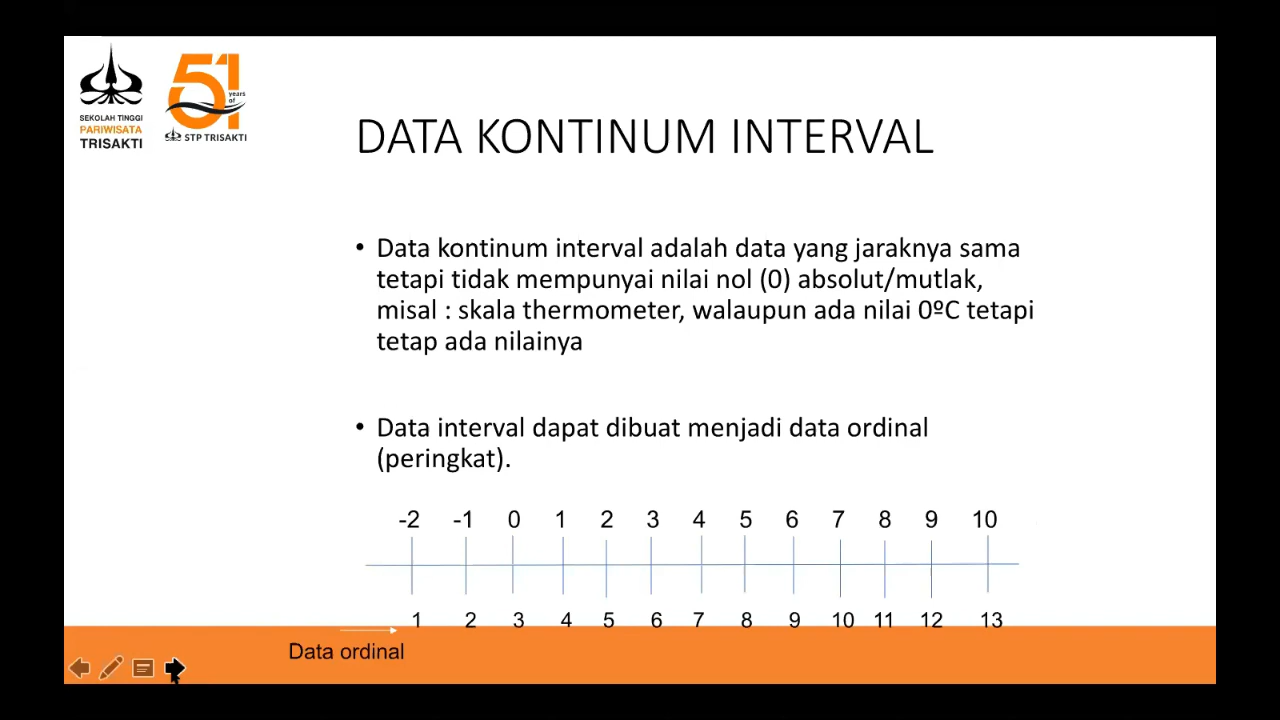 SEKOLAH TINGGI
PARIWISATA
TRISAKTI
51
years
of
STP TRISAKTI
DATA KONTINUM INTERVAL
• Data kontinum interval adalah data yang jaraknya sama
tetapi tidak mempunyai nilai nol (0) absolut/mutlak,
misal : skala thermometer, walaupun ada nilai 0ºC tetapi
tetap ada nilainya
• Data interval dapat dibuat menjadi data ordinal
(peringkat).
-2 -1 0 1 2 3 4 5 6 7 8 9 10
1 2 3 4 5 6 7 8 9 10 11 12 13
Data ordinal